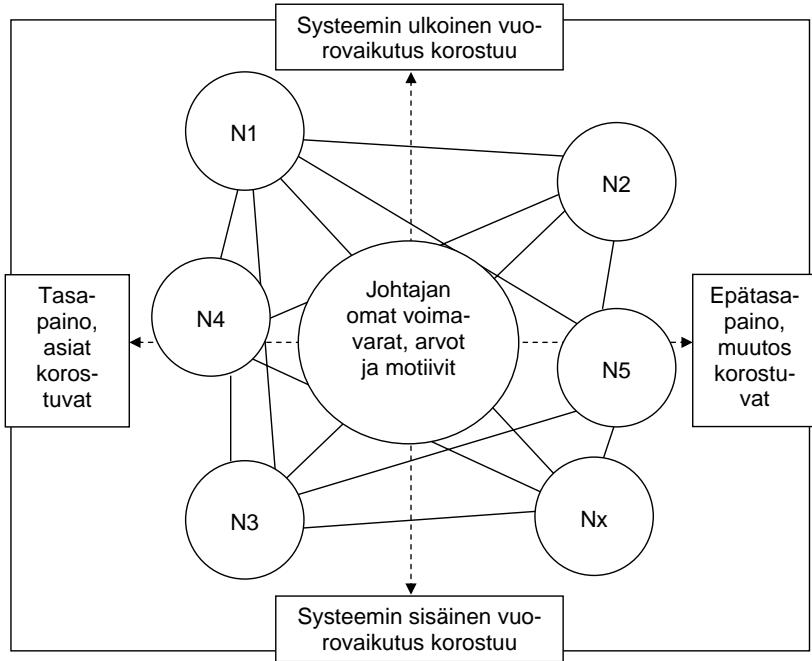 Systeemin ulkoinen vuo-
rovaikutus korostuu
N1
N2
Tasa-
paino,
asiat
koros-
tuvat
N4
Johtajan
omat voima-
varat, arvot
ja motiivit
N5
Epätasa-
paino,
muutos
korostu-
vat
N3
Nx
Systeemin sisäinen vuo-
rovaikutus korostuu